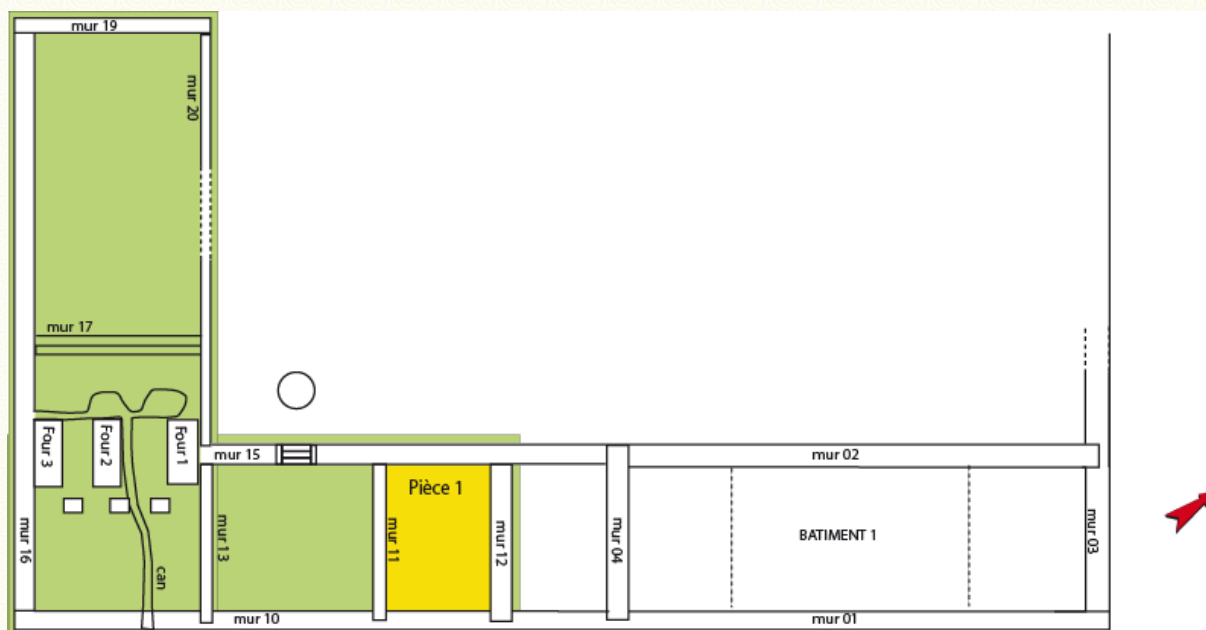 mur 19
mur 20
mur 17
Four 3
Four 2
Four 1
mur 15
mur 02
Pièce 1
mur 16
can
mur 13
mur 11
mur 12
mur 04
BATIMENT 1
mur 03
mur 10
mur 01